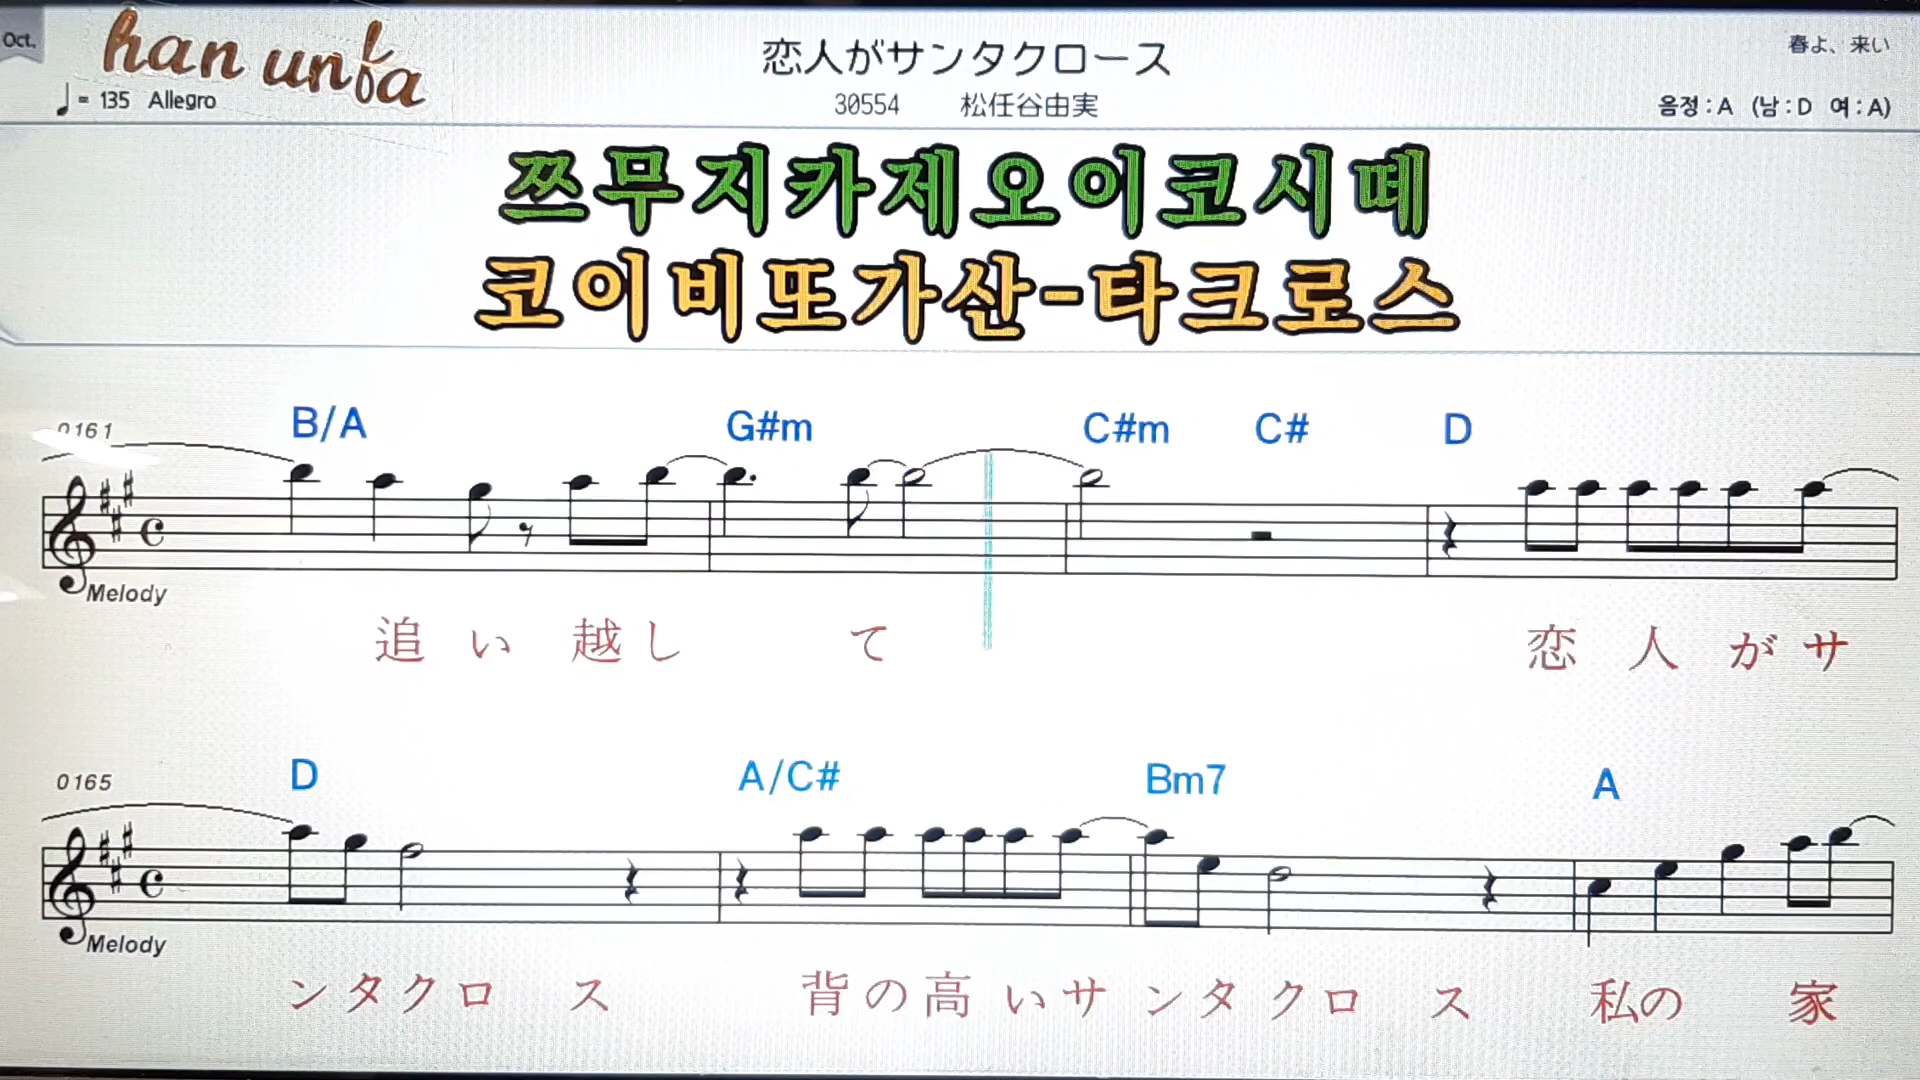 Oct.
han unfa
恋人がサンタクロース
春よ、来い
♩= 135 Allegro
30554 松任谷由実
음정:A (남:D 여:A)
쯔무지카제오이코시떼
코이비또가산-타크로스
0161
B/A G#m C#m C# D
Melody
追い越して 恋人がサ
0165
D A/C# Bm7 A
Melody
ンタクロス 背の高いサンタクロス 私の家